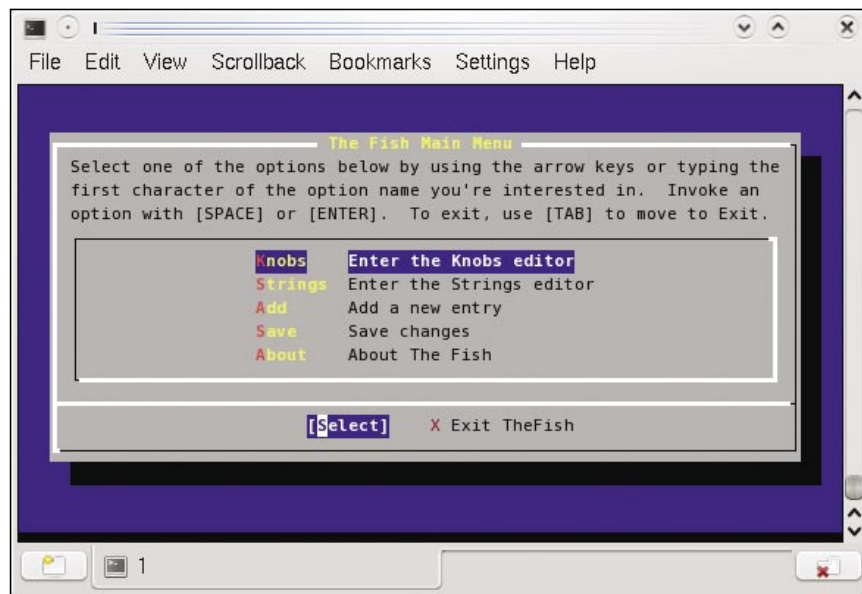 File Edit View Scrollback Bookmarks Settings Help
The Fish Main Menu
Select one of the options below by using the arrow keys or typing the
first character of the option name you're interested in. Invoke an
option with [SPACE] or [ENTER]. To exit, use [TAB] to move to Exit.
Knobs Enter the Knobs editor
Strings Enter the Strings editor
Add Add a new entry
Save Save changes
About About The Fish
[Select] X Exit TheFish
1